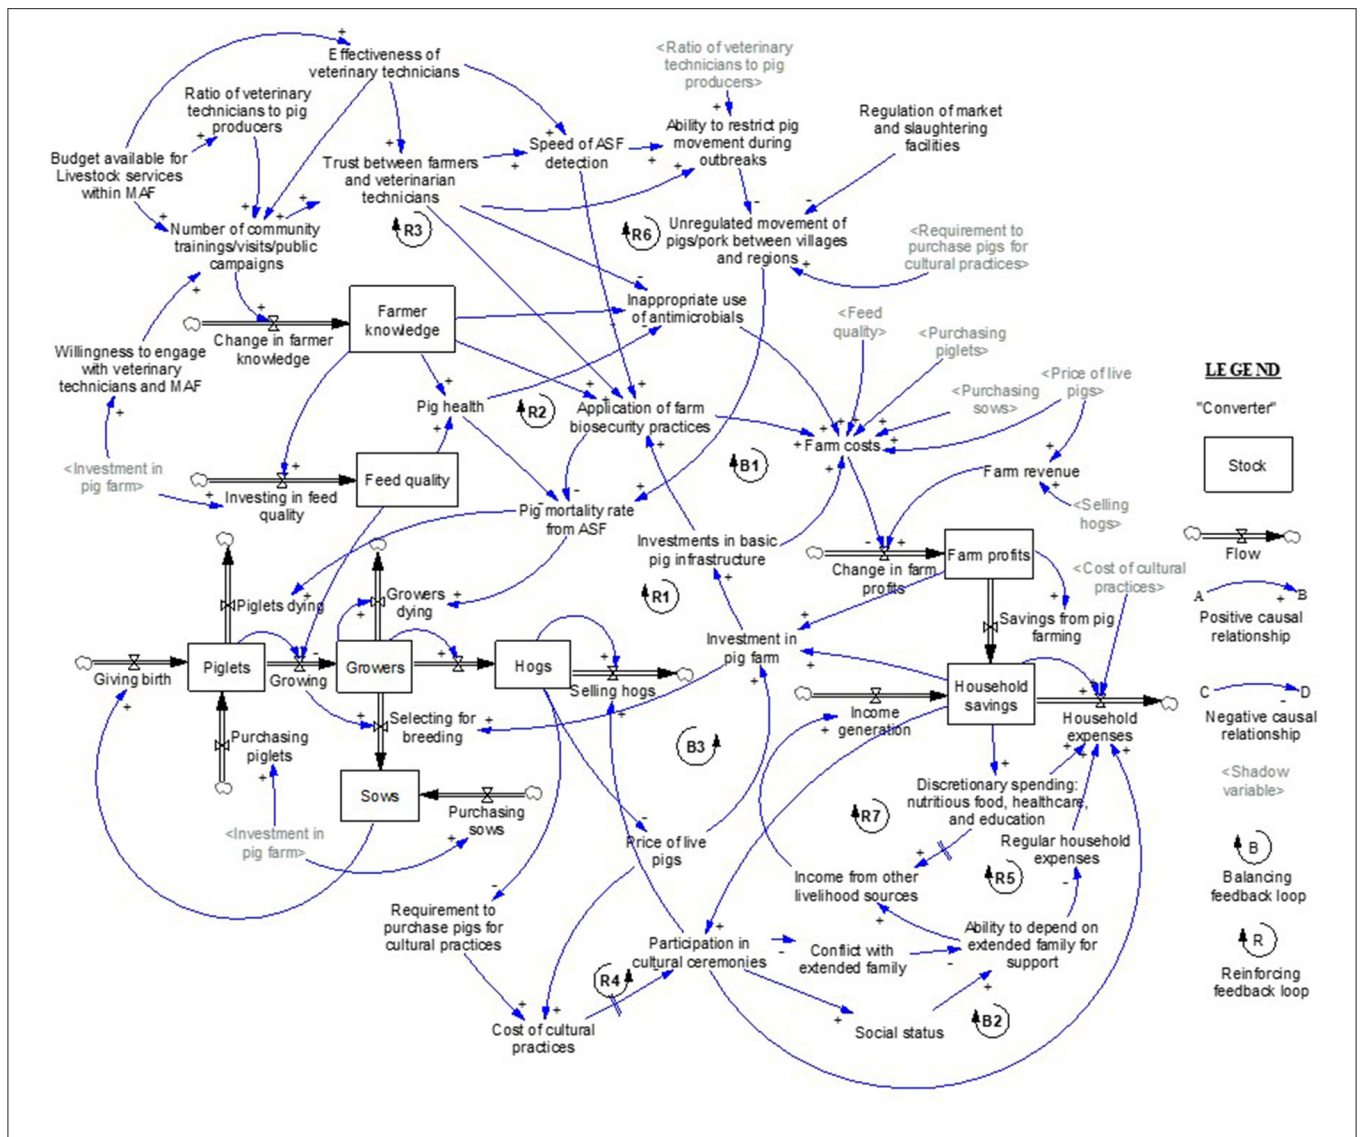 Effectiveness of
veterinary technicians
<Ratio of veterinary
technicians to pig
producers>
Ratio of veterinary
technicians to pig
producers
Regulation of market
and slaughtering
facilities
Ability to restrict pig
movement during
outbreaks
Speed of ASF
detection
Budget available for
Livestock services
within MAF
Trust between farmers
and veterinarian
technicians
Number of community
trainings/visits/public
campaigns
R3
R6
Unregulated movement of
pigs/pork between villages
and regions
<Requirement to
purchase pigs for
cultural practices>
Farmer
knowledge
Change in farmer
knowledge
Inappropriate use
of antimicrobials
<Feed
quality>
<Purchasing
piglets>
Willingness to engage
with veterinary
technicians and MAF
<Price of live
pigs>
<Purchasing
sows>
LEGEND
"Converter"
Pig health
R2
Application of farm
biosecurity practices
Farm costs
Stock
<Investment in
pig farm>
Feed quality
Investing in feed
quality
B1
Farm revenue
<Selling
hogs>
Pig mortality rate
from ASF
Investments in basic
pig infrastructure
Farm profits
Change in farm
profits
Flow
<Cost of cultural
practices>
A
B
Positive causal
relationship
Piglets dying
Growers
dying
R1
Savings from pig
farming
Investment in
pig farm
Piglets
Giving birth
Growing
Growers
Hogs
Selling hogs
Household
savings
Income
generation
Household
expenses
C
D
Negative causal
relationship
Selecting for
breeding
Purchasing
piglets
B3
Sows
Purchasing
sows
<Investment in
pig farm>
Discretionary spending:
nutritious food, healthcare,
and education
<Shadow
variable>
R7
Price of live
pigs
Regular household
expenses
B
Balancing
feedback loop
Income from other
livelihood sources
R5
Requirement to
purchase pigs for
cultural practices
Participation in
cultural ceremonies
Conflict with
extended family
Ability to depend on
extended family for
support
R
Reinforcing
feedback loop
R4
Cost of cultural
practices
Social status
B2